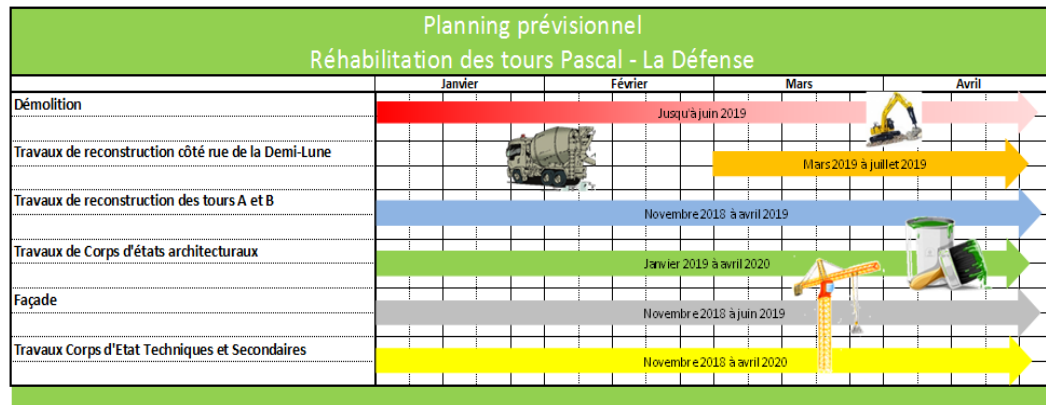 Planning prévisionnel
Réhabilitation des tours Pascal - La Défense
Janvier Février Mars Avril
Démolition
Jusqu'à juin 2019
Travaux de reconstruction côté rue de la Demi-Lune
Mars 2019 à juillet 2019
Travaux de reconstruction des tours A et B
Novembre 2018 à avril 2019
Travaux de Corps d'états architecturaux
Janvier 2019 à avril 2020
Façade
Novembre 2018 à juin 2019
Travaux Corps d'Etat Techniques et Secondaires
Novembre 2018 à avril 2020